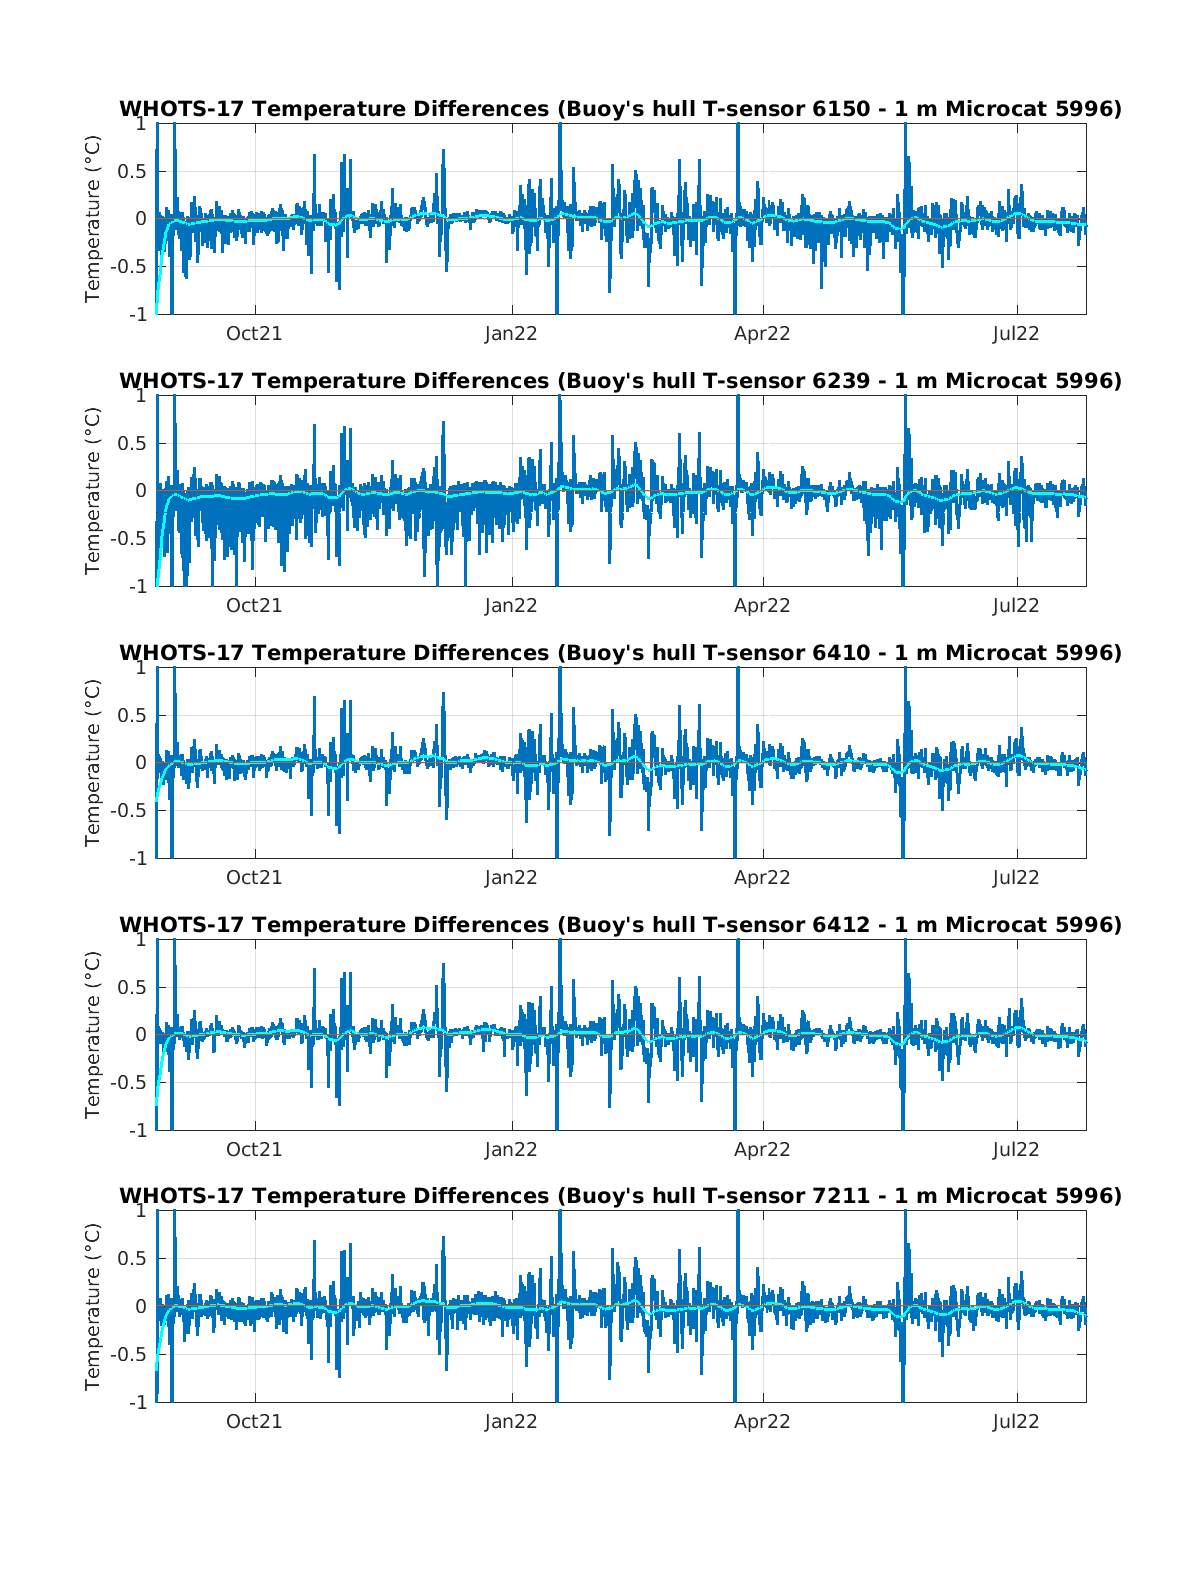 WHOTS-17 Temperature Differences (Buoy's hull T-sensor 6150 - 1 m Microcat 5996)
1
0.5
0
-0.5
-1
Temperature (°C)
Oct21 Jan22 Apr22 Jul22
WHOTS-17 Temperature Differences (Buoy's hull T-sensor 6239 - 1 m Microcat 5996)
1
0.5
0
-0.5
-1
Temperature (°C)
Oct21 Jan22 Apr22 Jul22
WHOTS-17 Temperature Differences (Buoy's hull T-sensor 6410 - 1 m Microcat 5996)
1
0.5
0
-0.5
-1
Temperature (°C)
Oct21 Jan22 Apr22 Jul22
WHOTS-17 Temperature Differences (Buoy's hull T-sensor 6412 - 1 m Microcat 5996)
1
0.5
0
-0.5
-1
Temperature (°C)
Oct21 Jan22 Apr22 Jul22
WHOTS-17 Temperature Differences (Buoy's hull T-sensor 7211 - 1 m Microcat 5996)
1
0.5
0
-0.5
-1
Temperature (°C)
Oct21 Jan22 Apr22 Jul22